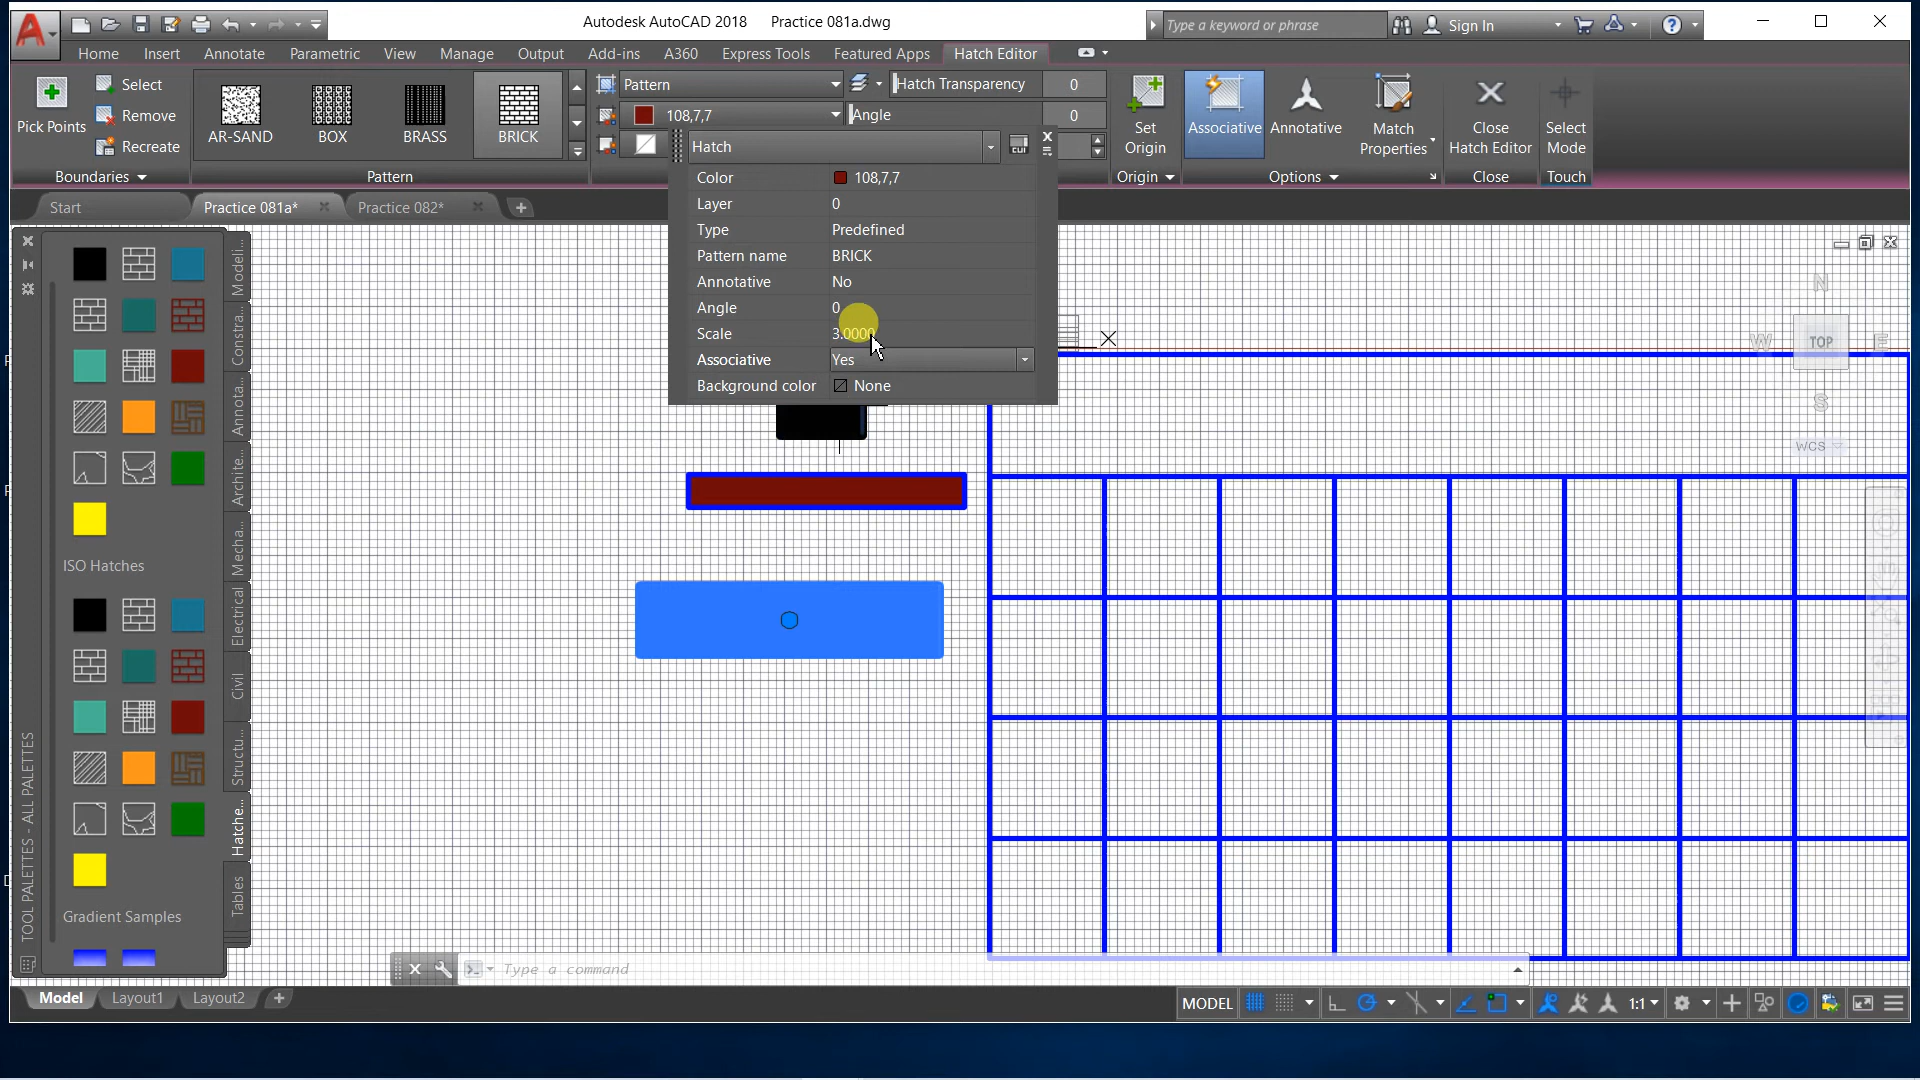 Autodesk AutoCAD 2018 Practice 081a.dwg
Type a keyword or phrase
Sign In
Home Insert Annotate Parametric View Manage Output Add-ins A360 Express Tools Featured Apps Hatch Editor
Pick Points
Select
Remove
Recreate
Boundaries
AR-SAND BOX BRASS BRICK
Pattern
Pattern
Hatch Transparency 0
108,7,7
Angle 0
Set Origin
Origin
Associative
Annotative
Match Properties
Options
Close Hatch Editor
Close
Select Mode
Touch
Start Practice 081a* Practice 082*
Hatch
CUI
Color 108,7,7
Layer 0
Type Predefined
Pattern name BRICK
Annotative No
Angle 0
Scale 3.0000
Associative Yes
Background color None
N
W TOP E
S
WCS
Modeli...
Constra...
Annota...
Archite...
Mecha...
Electrical
Civil
Structu...
Hatche...
Tables
TOOL PALETTES - ALL PALETTES
ISO Hatches
Gradient Samples
Type a command
Model Layout1 Layout2
MODEL 1:1